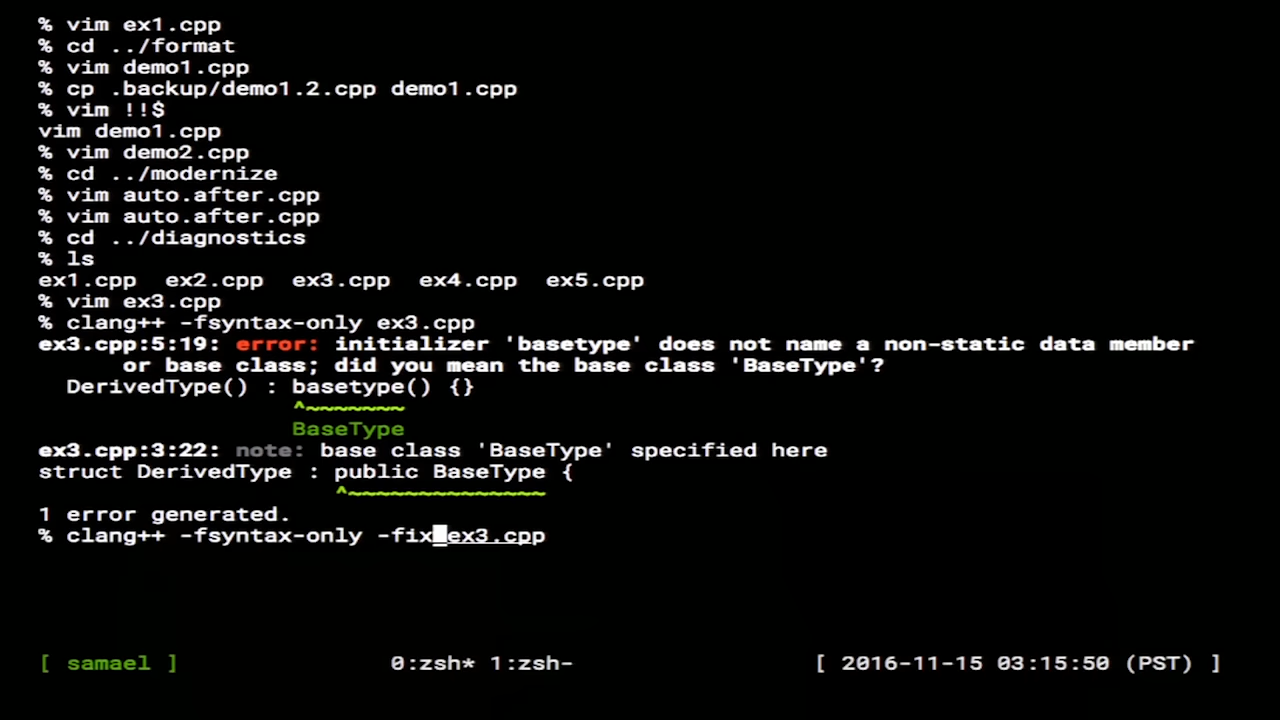 % vim ex1.cpp
% cd ../format
% vim demo1.cpp
% cp .backup/demo1.2.cpp demo1.cpp
% vim !!$
vim demo1.cpp
% vim demo2.cpp
% cd ../modernize
% vim auto.after.cpp
% vim auto.after.cpp
% cd ../diagnostics
% ls
ex1.cpp  ex2.cpp  ex3.cpp  ex4.cpp  ex5.cpp
% vim ex3.cpp
% clang++ -fsyntax-only ex3.cpp
ex3.cpp:5:19: error: initializer 'basetype' does not name a non-static data member
      or base class; did you mean the base class 'BaseType'?
  DerivedType() : basetype() {}
                  ^~~~~~~~
                  BaseType
ex3.cpp:3:22: note: base class 'BaseType' specified here
struct DerivedType : public BaseType {
                     ^~~~~~~~~~~~~~~
1 error generated.
% clang++ -fsyntax-only -fix ex3.cpp
[ samael ] 0:zsh* 1:zsh- [ 2016-11-15 03:15:50 (PST) ]